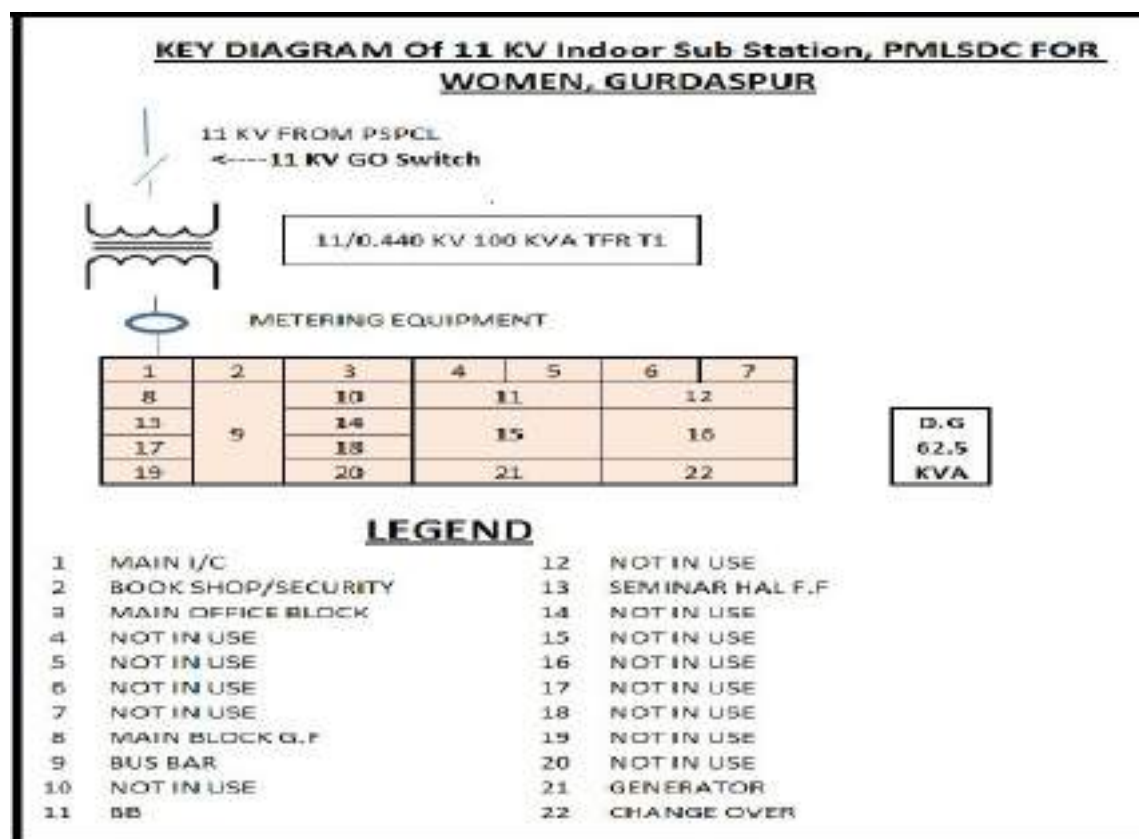 KEY DIAGRAM Of 11 KV Indoor Sub Station, PMLSDC FOR
WOMEN, GURDASPUR
11 KV FROM PSPCL
<----11 KV GO Switch
11/0.440 KV 100 KVA TFR T1
METERING EQUIPMENT
1 2 3 4 5 6 7
8 10 11 12
13 9 14 15 16
17 18
19 20 21 22
D.G
62.5
KVA
LEGEND
1 MAIN I/C
2 BOOK SHOP/SECURITY
3 MAIN OFFICE BLOCK
4 NOT IN USE
5 NOT IN USE
6 NOT IN USE
7 NOT IN USE
8 MAIN BLOCK G.F
9 BUS BAR
10 NOT IN USE
11 BB
12 NOT IN USE
13 SEMINAR HAL F.F
14 NOT IN USE
15 NOT IN USE
16 NOT IN USE
17 NOT IN USE
18 NOT IN USE
19 NOT IN USE
20 NOT IN USE
21 GENERATOR
22 CHANGE OVER